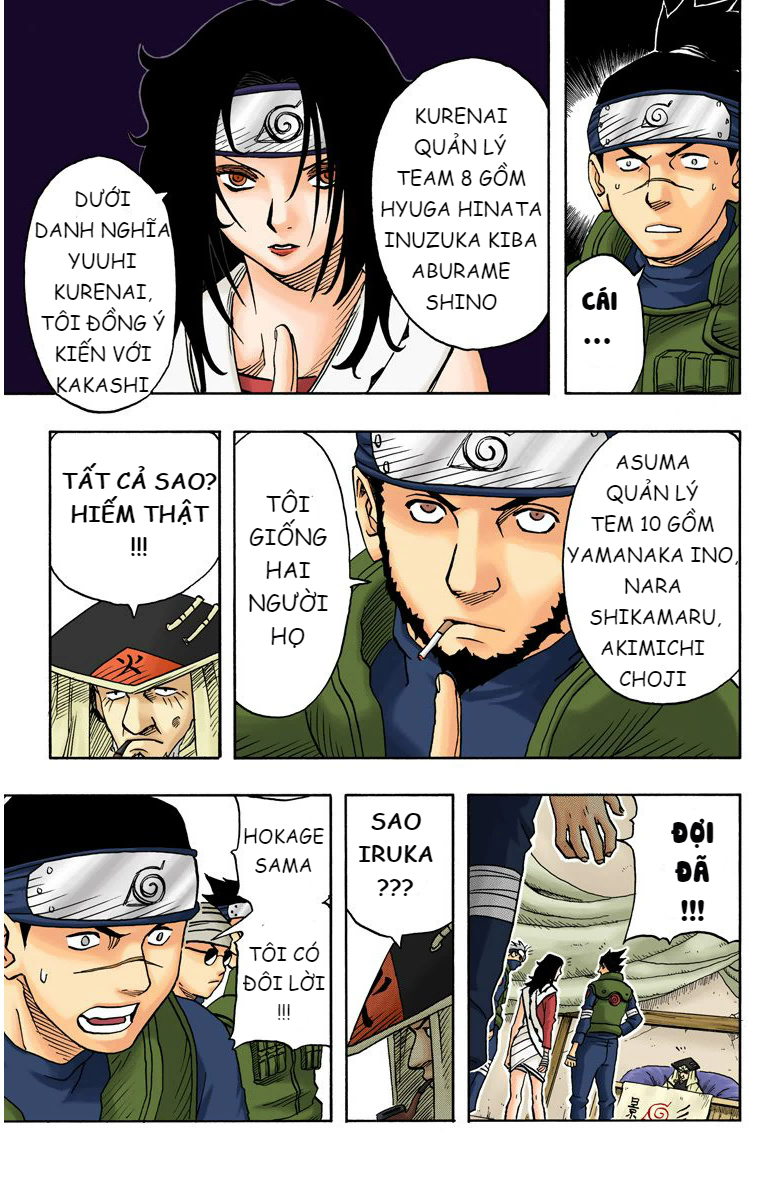 CÁI
...
KURENAI
QUẢN LÝ
TEAM 8 GỒM
HYUGA HINATA
INUZUKA KIBA
ABURAME
SHINO
DƯỚI
DANH NGHĨA
YUUHI
KURENAI,
TÔI ĐỒNG Ý
KIẾN VỚI
KAKASHI
ASUMA
QUẢN LÝ
TEM 10 GỒM
YAMANAKA INO,
NARA
SHIKAMARU,
AKIMICHI
CHOJI
TÔI
GIỐNG
HAI
NGƯỜI
HỌ
TẤT CẢ SAO?
HIẾM THẬT
!!!
火
ĐỢI
ĐÃ
!!!
SAO
IRUKA
???
火
HOKAGE
SAMA
TÔI CÓ
ĐÔI LỜI
!!!